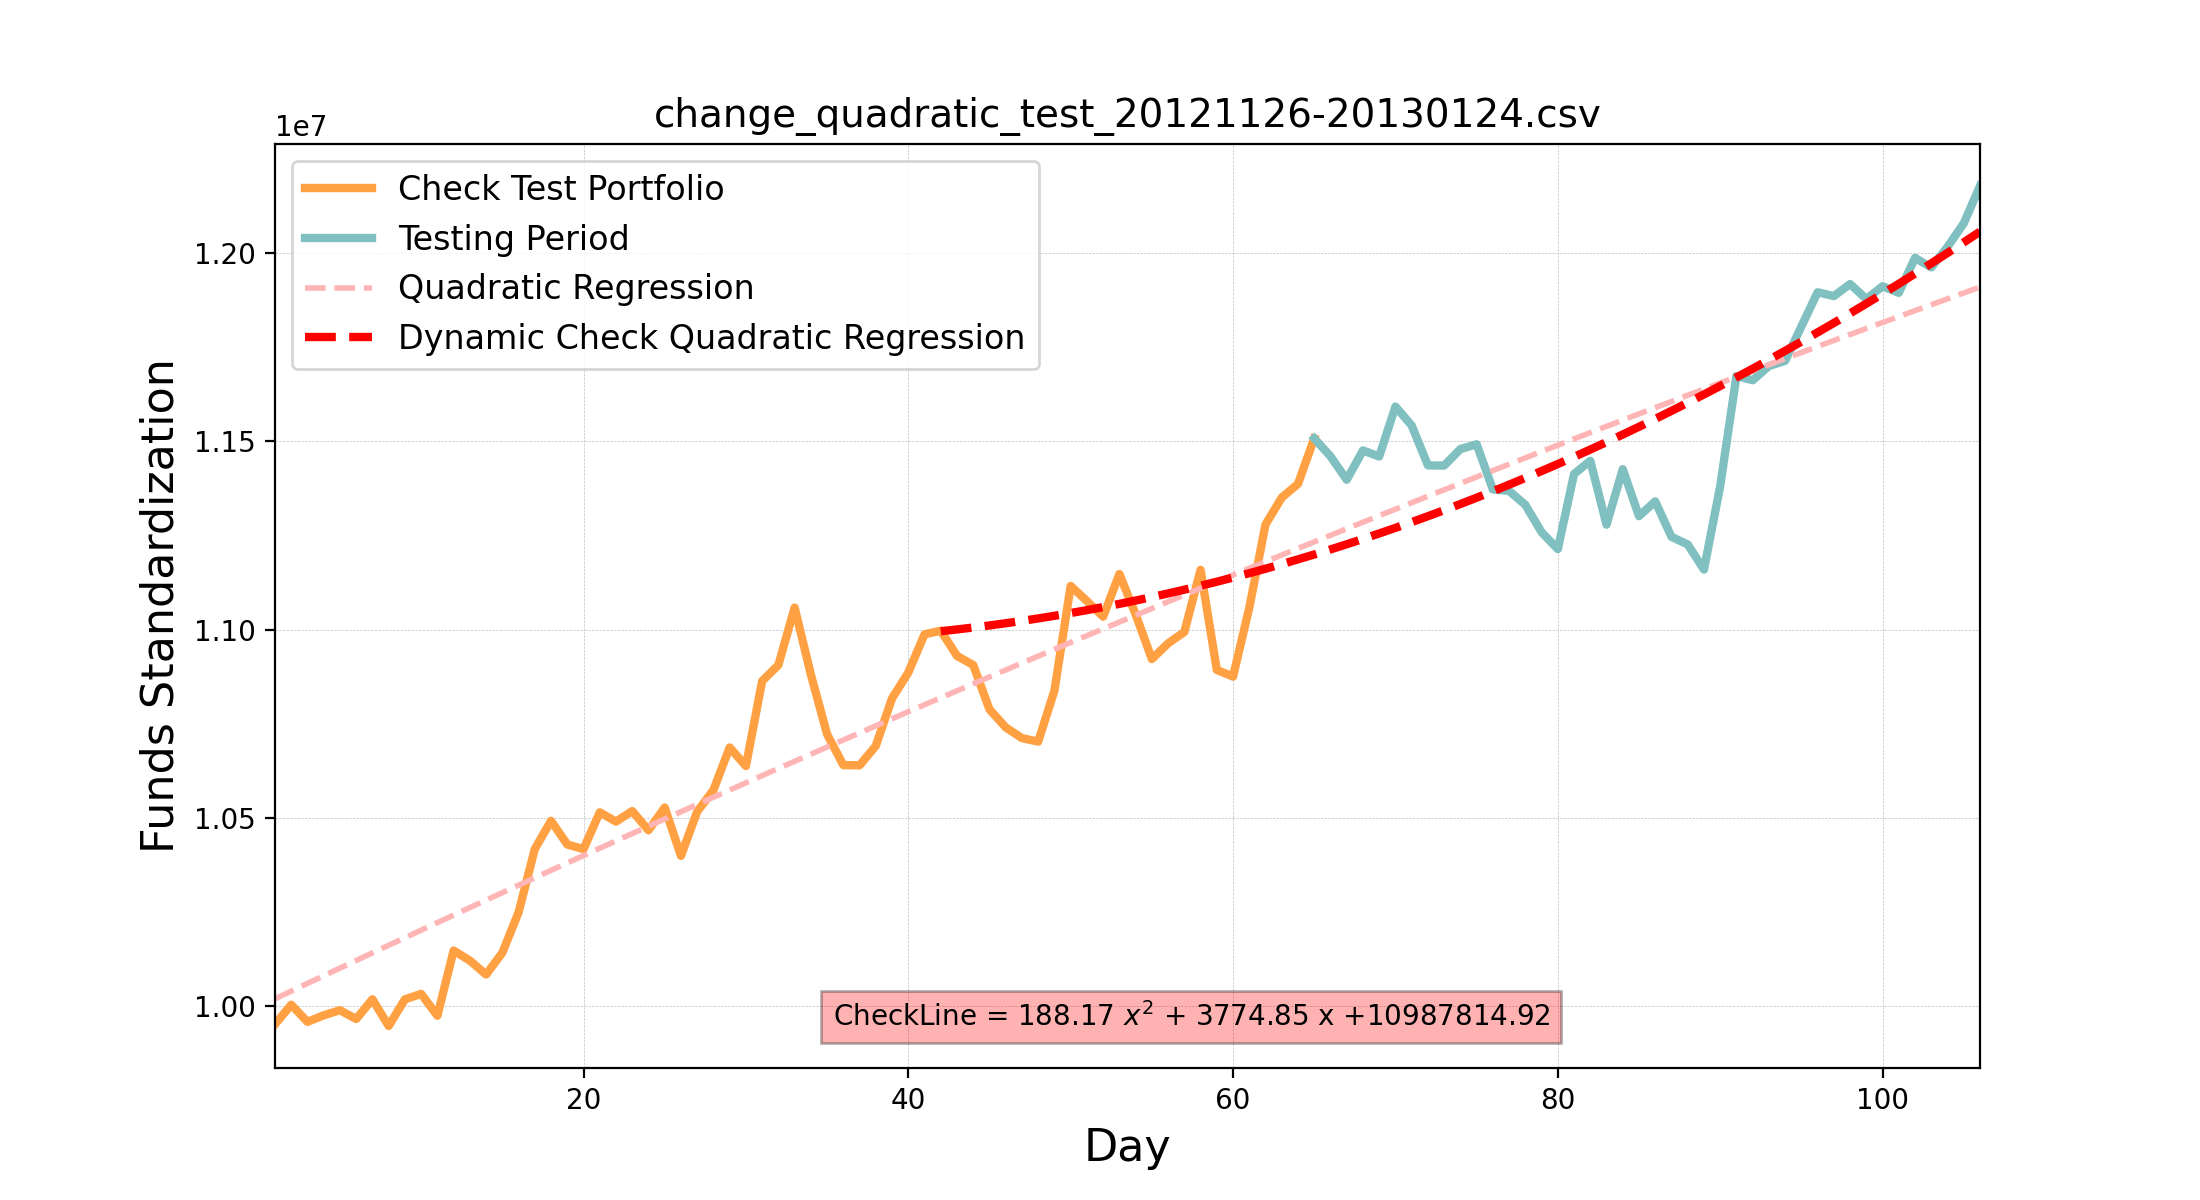 change_quadratic_test_20121126-20130124.csv
1e7
Check Test Portfolio
Testing Period
Quadratic Regression
Dynamic Check Quadratic Regression
Funds Standardization
1.20
1.15
1.10
1.05
1.00
CheckLine = 188.17 x² + 3774.85 x +10987814.92
20 40 60 80 100
Day